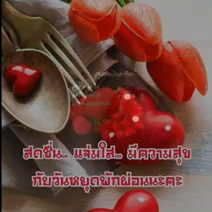 สดชื่น.. แจ่มใส.. มีความสุข
กับวันหยุดพักผ่อนนะคะ